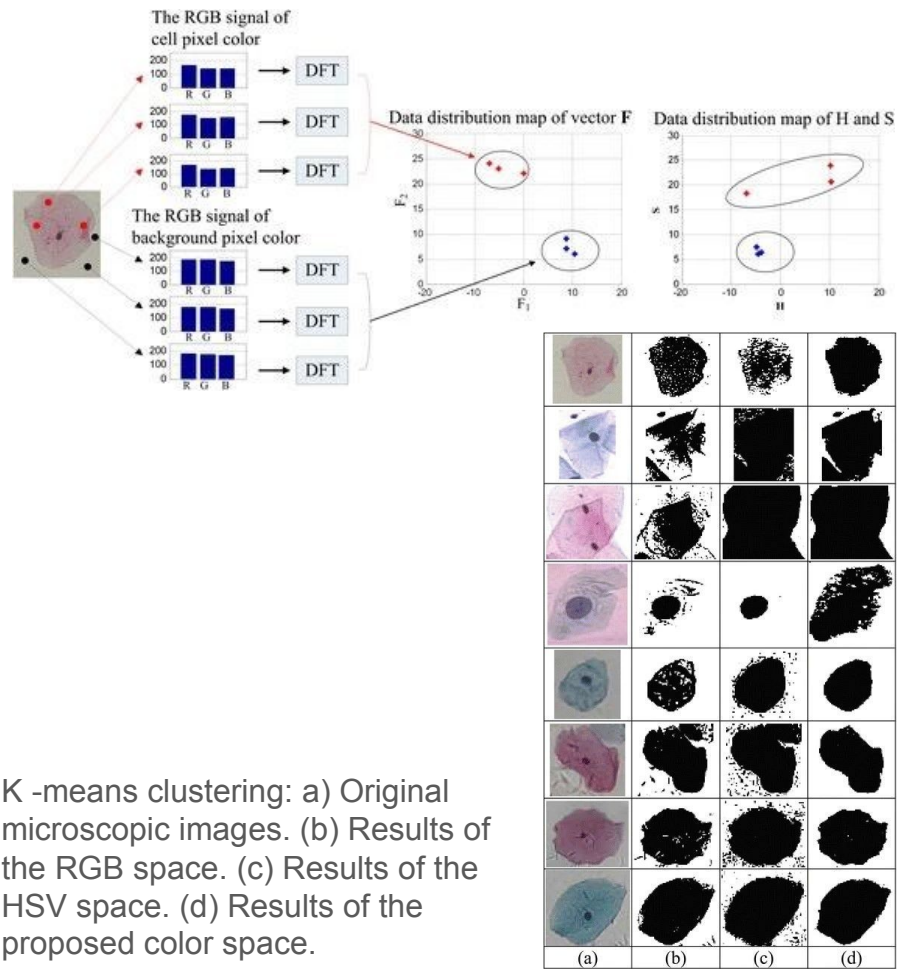 The RGB signal of
cell pixel color
200
100
0
R G B
DFT
200
100
0
R G B
DFT
200
100
0
R G B
DFT
The RGB signal of
background pixel color
200
100
0
R G B
DFT
200
100
0
R G B
DFT
200
100
0
R G B
DFT
Data distribution map of vector F
30
25
20
15
10
5
0
-20 -10 0 10 20
F2
F1
Data distribution map of H and S
30
25
20
15
10
5
0
-20 -10 0 10 20
S
H
(a) (b) (c) (d)
K -means clustering: a) Original
microscopic images. (b) Results of
the RGB space. (c) Results of the
HSV space. (d) Results of the
proposed color space.